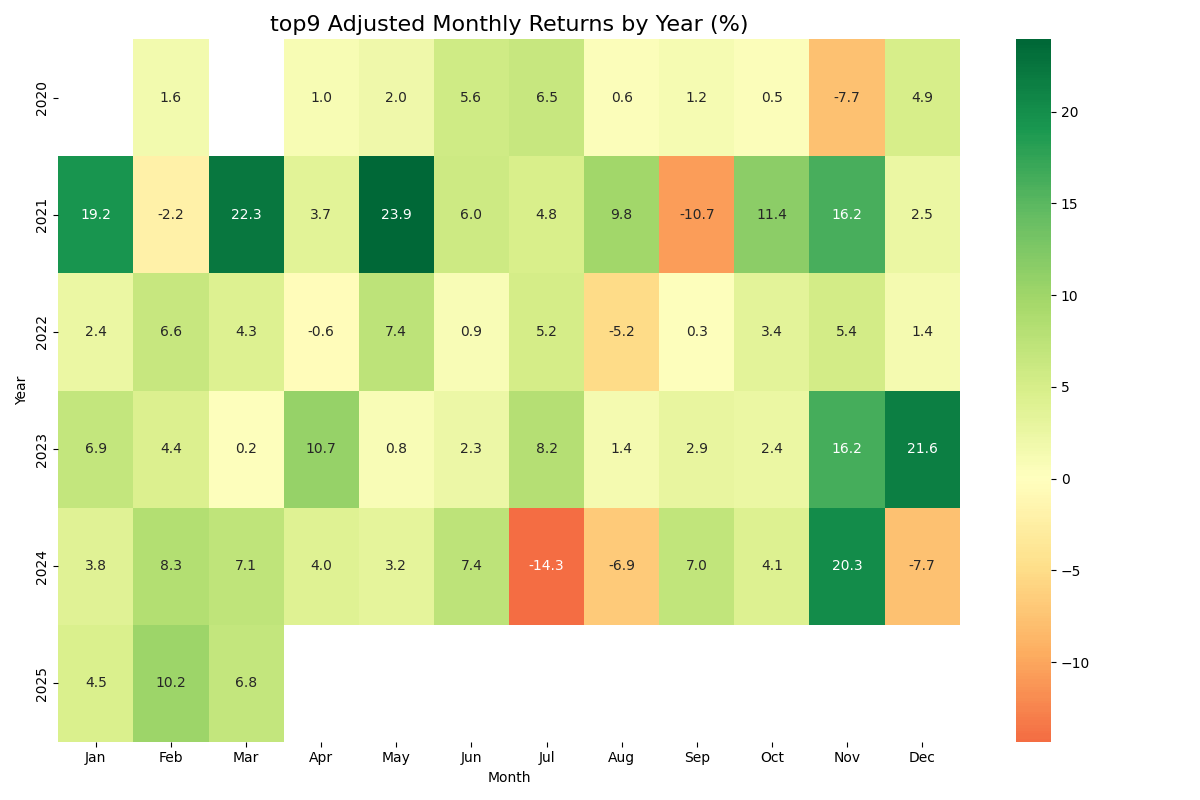 top9 Adjusted Monthly Returns by Year (%)
Year
2020 1.6 1.0 2.0 5.6 6.5 0.6 1.2 0.5 -7.7 4.9
2021 19.2 -2.2 22.3 3.7 23.9 6.0 4.8 9.8 -10.7 11.4 16.2 2.5
2022 2.4 6.6 4.3 -0.6 7.4 0.9 5.2 -5.2 0.3 3.4 5.4 1.4
2023 6.9 4.4 0.2 10.7 0.8 2.3 8.2 1.4 2.9 2.4 16.2 21.6
2024 3.8 8.3 7.1 4.0 3.2 7.4 -14.3 -6.9 7.0 4.1 20.3 -7.7
2025 4.5 10.2 6.8
Jan Feb Mar Apr May Jun Jul Aug Sep Oct Nov Dec
Month
20
15
10
5
0
−5
−10